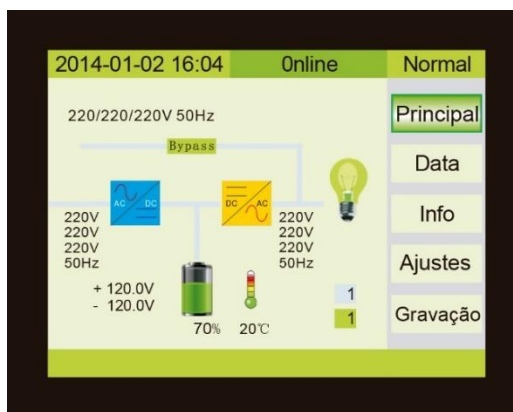 2014-01-02 16:04 Online Normal
220/220/220V 50Hz
Bypass
AC DC
DC AC
220V
220V
220V
50Hz
220V
220V
220V
50Hz
+ 120.0V
- 120.0V
70%
20℃
1
1
Principal
Data
Info
Ajustes
Gravação